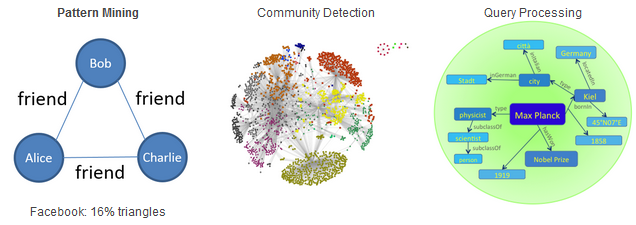 Pattern Mining
Community Detection
Query Processing
Bob
friend
friend
Alice
Charlie
friend
Facebook: 16% triangles
città
Germany
inItalian
locatedIn
Stadt
inGerman
city
type
Kiel
bornIn
physicist
type
Max Planck
45°N07"E
subclassOf
scientist
hasWon
1858
subclassOf
person
Nobel Prize
1919